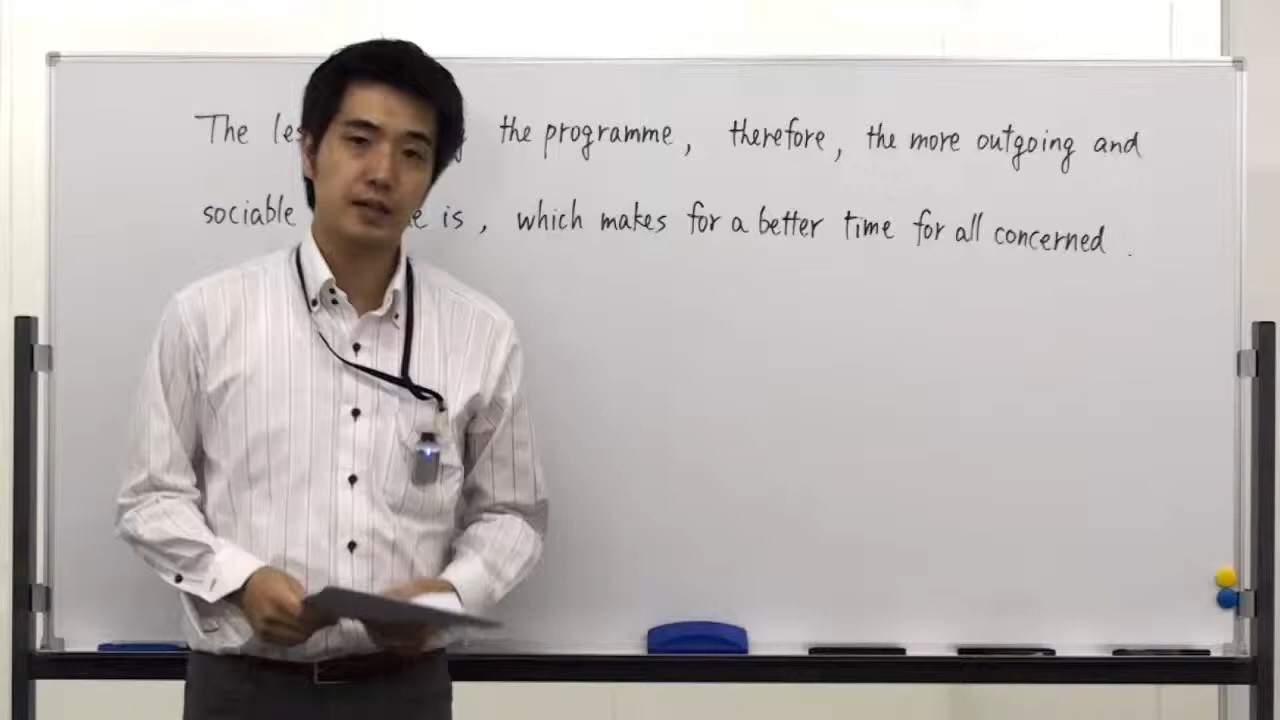 The the programme, therefore, the more outgoing and
sociable is, which makes for a better time for all concerned.